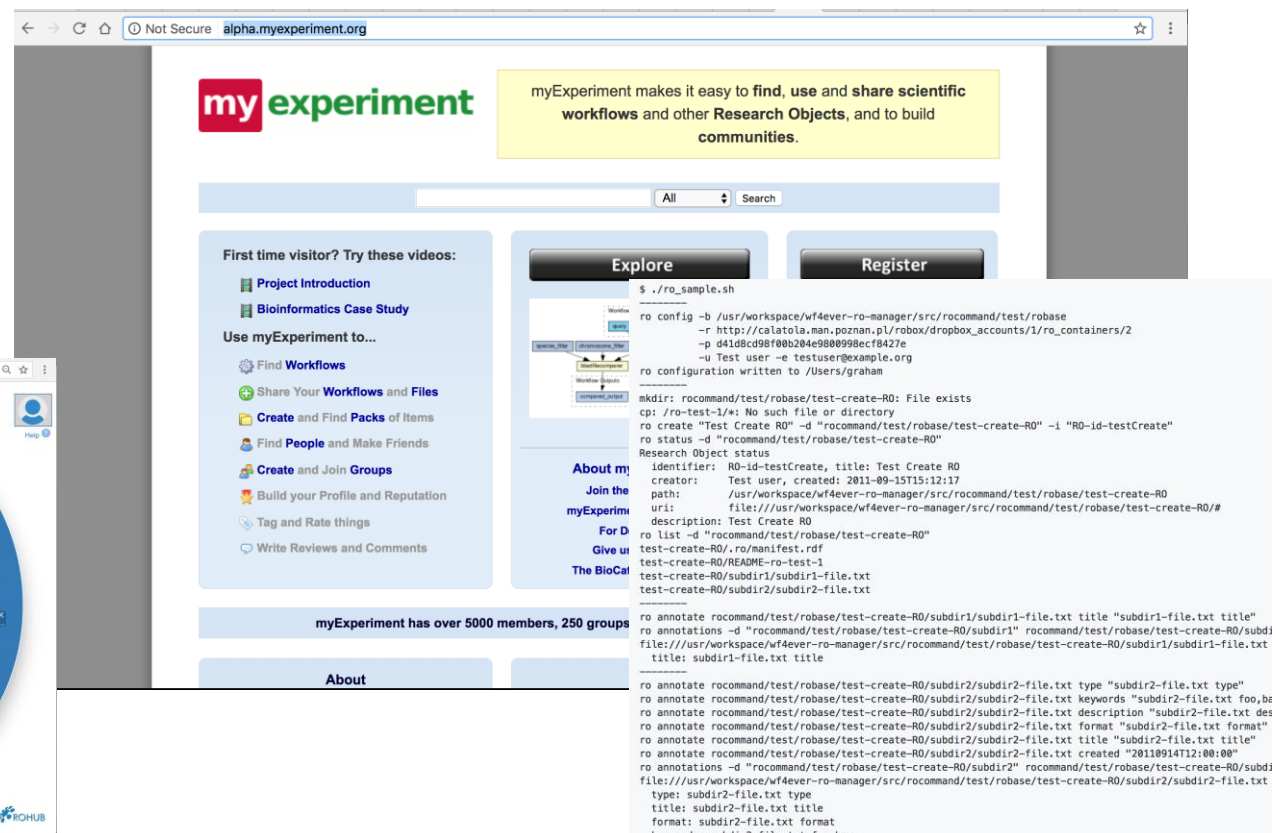 Not Secure alpha.myexperiment.org
my experiment
myExperiment makes it easy to find, use and share scientific
workflows and other Research Objects, and to build
communities.
All Search
First time visitor? Try these videos:
Project Introduction
Bioinformatics Case Study
Use myExperiment to...
Find Workflows
Share Your Workflows and Files
Create and Find Packs of Items
Find People and Make Friends
Create and Join Groups
Build your Profile and Reputation
Tag and Rate things
Write Reviews and Comments
Explore
Register
query
species_filter chromosome_filter
Workflow Outputs
compared_output
About my
Join the
myExperime
For D
Give us
The BioCat
myExperiment has over 5000 members, 250 groups
About
Help
ROHUB
$ ./ro_sample.sh
--------
ro config -b /usr/workspace/wf4ever-ro-manager/src/rocommand/test/robase
-r http://calatola.man.poznan.pl/robox/dropbox_accounts/1/ro_containers/2
-p d41d8cd98f00b204e9800998ecf8427e
-u Test user -e testuser@example.org
ro configuration written to /Users/graham
--------
mkdir: rocommand/test/robase/test-create-RO: File exists
cp: /ro-test-1/*: No such file or directory
ro create "Test Create RO" -d "rocommand/test/robase/test-create-RO" -i "RO-id-testCreate"
ro status -d "rocommand/test/robase/test-create-RO"
Research Object status
identifier: RO-id-testCreate, title: Test Create RO
creator: Test user, created: 2011-09-15T15:12:17
path: /usr/workspace/wf4ever-ro-manager/src/rocommand/test/robase/test-create-RO
uri: file:///usr/workspace/wf4ever-ro-manager/src/rocommand/test/robase/test-create-RO/#
description: Test Create RO
ro list -d "rocommand/test/robase/test-create-RO"
test-create-RO/.ro/manifest.rdf
test-create-RO/README-ro-test-1
test-create-RO/subdir1/subdir1-file.txt
test-create-RO/subdir2/subdir2-file.txt
--------
ro annotate rocommand/test/robase/test-create-RO/subdir1/subdir1-file.txt title "subdir1-file.txt title"
ro annotations -d "rocommand/test/robase/test-create-RO/subdir1" rocommand/test/robase/test-create-RO/subdi
file:///usr/workspace/wf4ever-ro-manager/src/rocommand/test/robase/test-create-RO/subdir1/subdir1-file.txt
title: subdir1-file.txt title
--------
ro annotate rocommand/test/robase/test-create-RO/subdir2/subdir2-file.txt type "subdir2-file.txt type"
ro annotate rocommand/test/robase/test-create-RO/subdir2/subdir2-file.txt keywords "subdir2-file.txt foo,ba
ro annotate rocommand/test/robase/test-create-RO/subdir2/subdir2-file.txt description "subdir2-file.txt des
ro annotate rocommand/test/robase/test-create-RO/subdir2/subdir2-file.txt format "subdir2-file.txt format"
ro annotate rocommand/test/robase/test-create-RO/subdir2/subdir2-file.txt title "subdir2-file.txt title"
ro annotate rocommand/test/robase/test-create-RO/subdir2/subdir2-file.txt created "20110914T12:00:00"
ro annotations -d "rocommand/test/robase/test-create-RO/subdir2" rocommand/test/robase/test-create-RO/subdi
file:///usr/workspace/wf4ever-ro-manager/src/rocommand/test/robase/test-create-RO/subdir2/subdir2-file.txt
type: subdir2-file.txt type
title: subdir2-file.txt title
format: subdir2-file.txt format